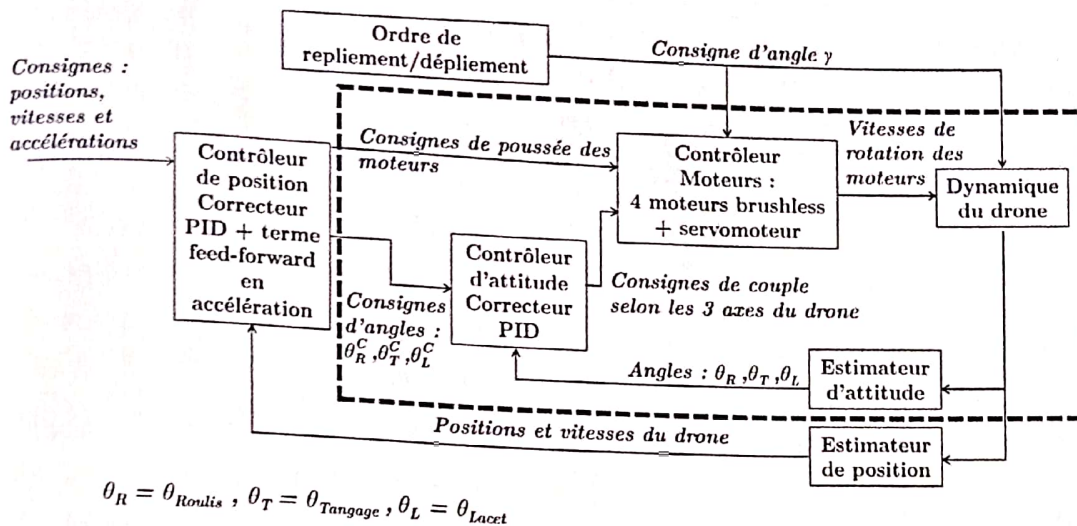 Ordre de
repliement/dépliement
Consigne d'angle γ
Consignes :
positions,
vitesses et
accélérations
Contrôleur
de position
Correcteur
PID + terme
feed-forward
en
accélération
Consignes de poussée des
moteurs
Contrôleur
Moteurs :
4 moteurs brushless
+ servomoteur
Vitesses de
rotation des
moteurs
Dynamique
du drone
Contrôleur
d'attitude
Correcteur
PID
Consignes
d'angles :
θ_R^C, θ_T^C, θ_L^C
Consignes de couple
selon les 3 axes du drone
Angles : θ_R, θ_T, θ_L
Estimateur
d'attitude
Positions et vitesses du drone
Estimateur
de position
θ_R = θ_Roulis, θ_T = θ_Tangage, θ_L = θ_Lacet